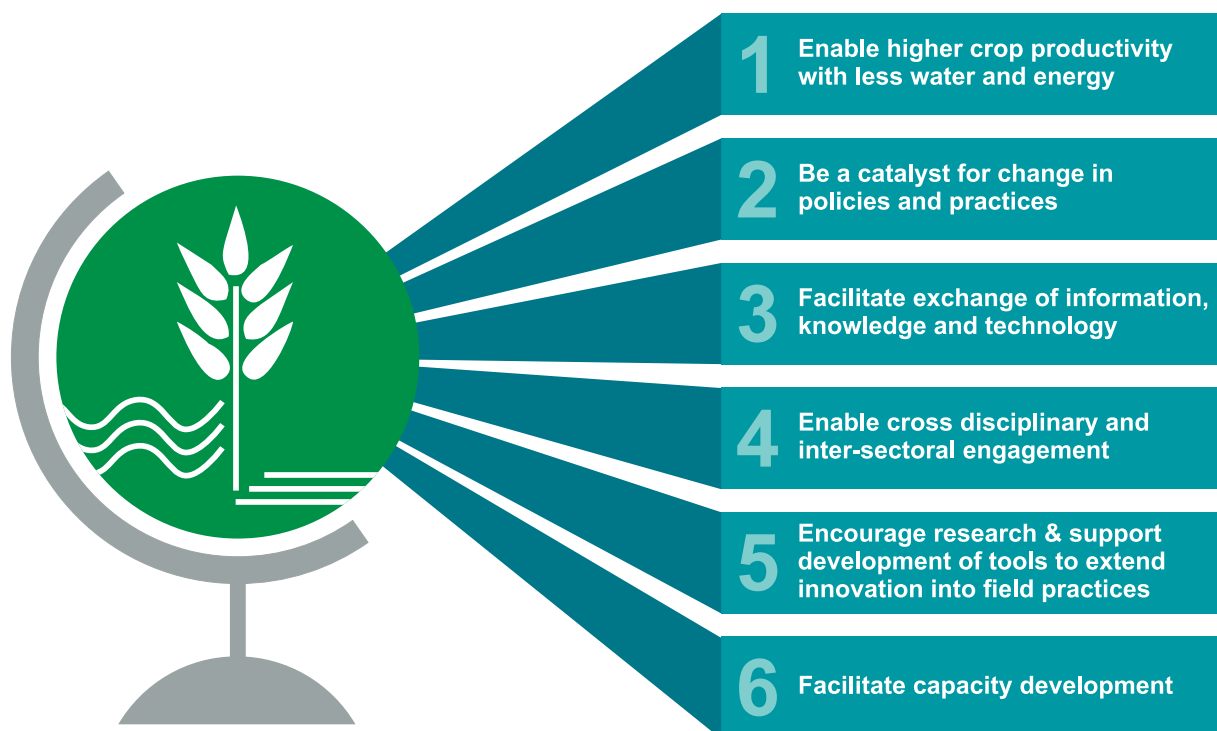 1
Enable higher crop productivity
with less water and energy
2
Be a catalyst for change in
policies and practices
3
Facilitate exchange of information,
knowledge and technology
4
Enable cross disciplinary and
inter-sectoral engagement
5
Encourage research & support
development of tools to extend
innovation into field practices
6
Facilitate capacity development